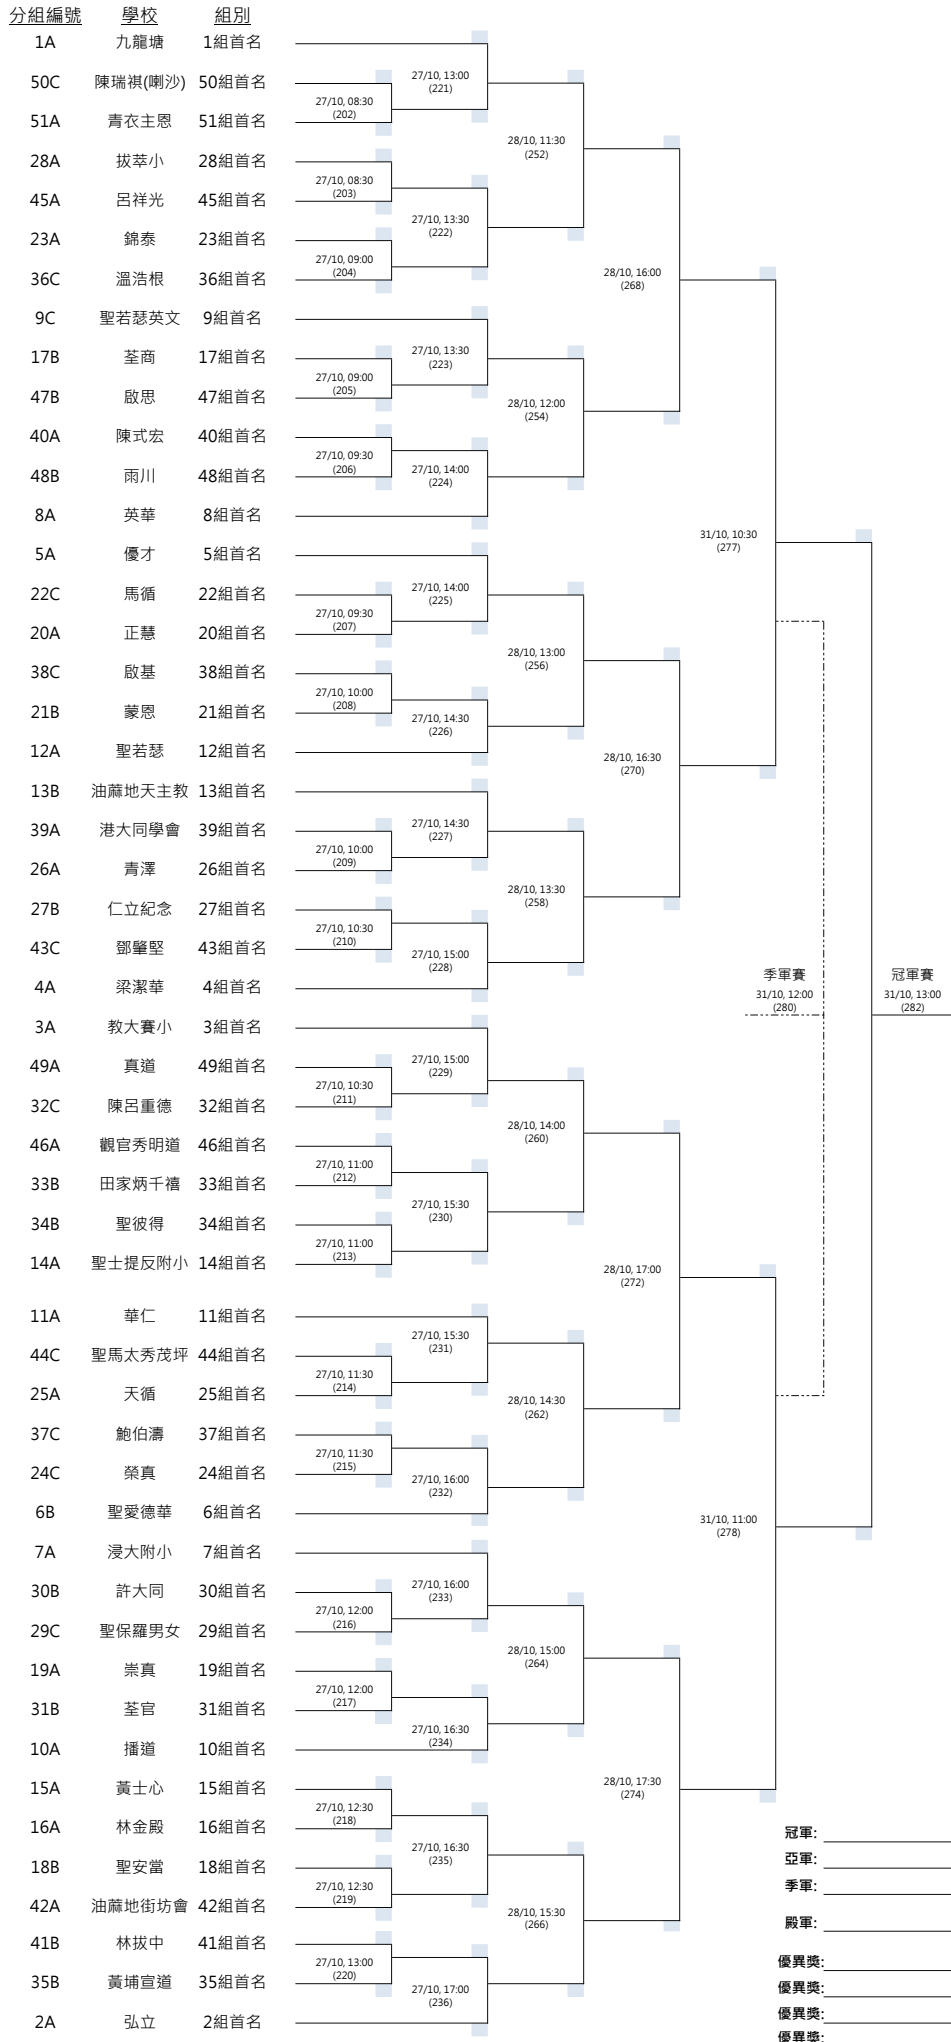 分組編號 學校 組別
1A 九龍塘 1組首名
27/10, 13:00
(221)
50C 陳瑞祺(喇沙) 50組首名
27/10, 08:30
(202)
51A 青衣主恩 51組首名
28/10, 11:30
(252)
28A 拔萃小 28組首名
27/10, 08:30
(203)
45A 呂祥光 45組首名
27/10, 13:30
(222)
23A 錦泰 23組首名
27/10, 09:00
(204)
28/10, 16:00
(268)
36C 溫浩根 36組首名
9C 聖若瑟英文 9組首名
27/10, 13:30
(223)
17B 荃商 17組首名
27/10, 09:00
(205)
47B 啟思 47組首名
28/10, 12:00
(254)
40A 陳式宏 40組首名
27/10, 09:30
(206)
48B 雨川 48組首名
27/10, 14:00
(224)
8A 英華 8組首名
31/10, 10:30
(277)
5A 優才 5組首名
27/10, 14:00
(225)
22C 馬循 22組首名
27/10, 09:30
(207)
20A 正慧 20組首名
28/10, 13:00
(256)
38C 啟基 38組首名
27/10, 10:00
(208)
21B 蒙恩 21組首名
27/10, 14:30
(226)
12A 聖若瑟 12組首名
28/10, 16:30
(270)
13B 油蔴地天主教 13組首名
27/10, 14:30
(227)
39A 港大同學會 39組首名
27/10, 10:00
(209)
26A 青澤 26組首名
28/10, 13:30
(258)
27B 仁立紀念 27組首名
27/10, 10:30
(210)
43C 鄧肇堅 43組首名
27/10, 15:00
(228)
4A 梁潔華 4組首名
季軍賽 冠軍賽
31/10, 12:00 31/10, 13:00
(280) (282)
3A 教大賽小 3組首名
27/10, 15:00
(229)
49A 真道 49組首名
27/10, 10:30
(211)
32C 陳呂重德 32組首名
28/10, 14:00
(260)
46A 觀官秀明道 46組首名
27/10, 11:00
(212)
33B 田家炳千禧 33組首名
27/10, 15:30
(230)
34B 聖彼得 34組首名
27/10, 11:00
(213)
14A 聖士提反附小 14組首名
28/10, 17:00
(272)
11A 華仁 11組首名
27/10, 15:30
(231)
44C 聖馬太秀茂坪 44組首名
27/10, 11:30
(214)
25A 天循 25組首名
28/10, 14:30
(262)
37C 鮑伯濤 37組首名
27/10, 11:30
(215)
24C 榮真 24組首名
27/10, 16:00
(232)
6B 聖愛德華 6組首名
31/10, 11:00
(278)
7A 浸大附小 7組首名
27/10, 16:00
(233)
30B 許大同 30組首名
27/10, 12:00
(216)
29C 聖保羅男女 29組首名
28/10, 15:00
(264)
19A 崇真 19組首名
27/10, 12:00
(217)
31B 荃官 31組首名
27/10, 16:30
(234)
10A 播道 10組首名
28/10, 17:30
(274)
15A 黃士心 15組首名
27/10, 12:30
(218)
16A 林金殿 16組首名
冠軍:
27/10, 16:30
(235)
亞軍:
18B 聖安當 18組首名
27/10, 12:30
(219)
季軍:
42A 油蔴地街坊會 42組首名
28/10, 15:30
(266)
殿軍:
41B 林拔中 41組首名
27/10, 13:00
(220)
優異獎:
35B 黃埔宣道 35組首名
優異獎:
27/10, 17:00
(236)
優異獎:
2A 弘立 2組首名
優異獎: